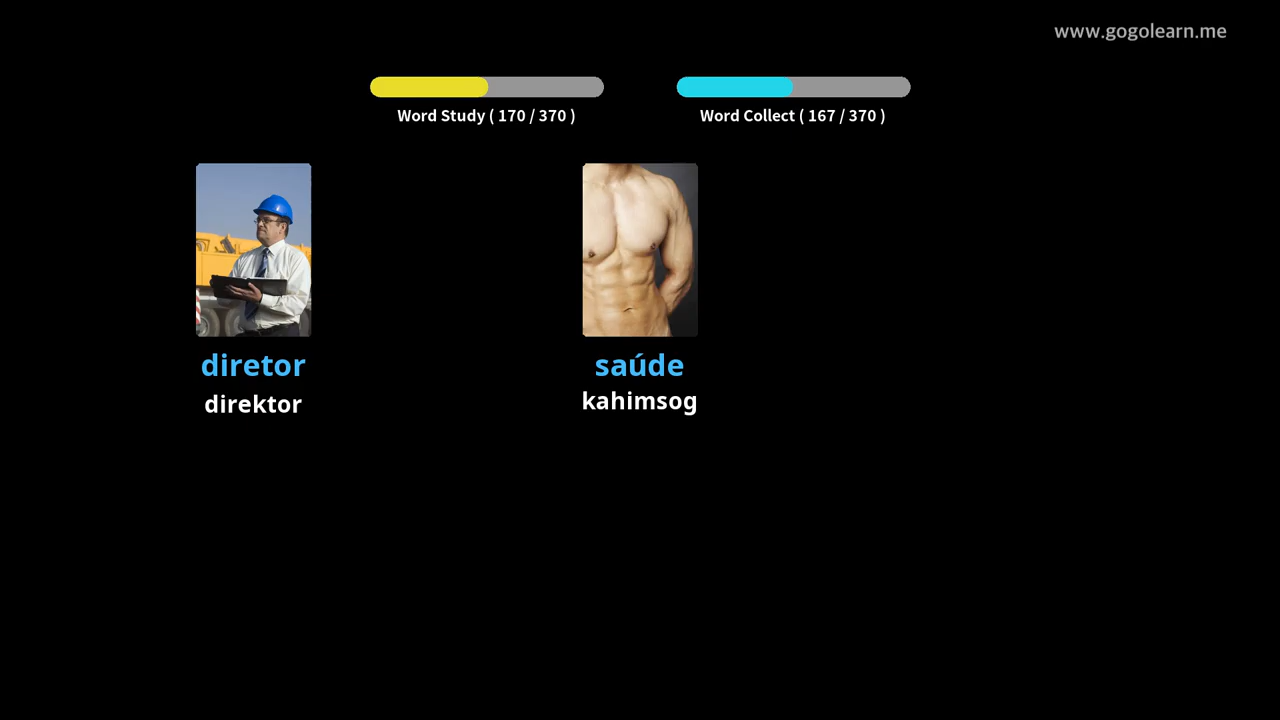 www.gogolearn.me
Word Study ( 170 / 370 )
Word Collect ( 167 / 370 )
diretor
direktor
saúde
kahimsog